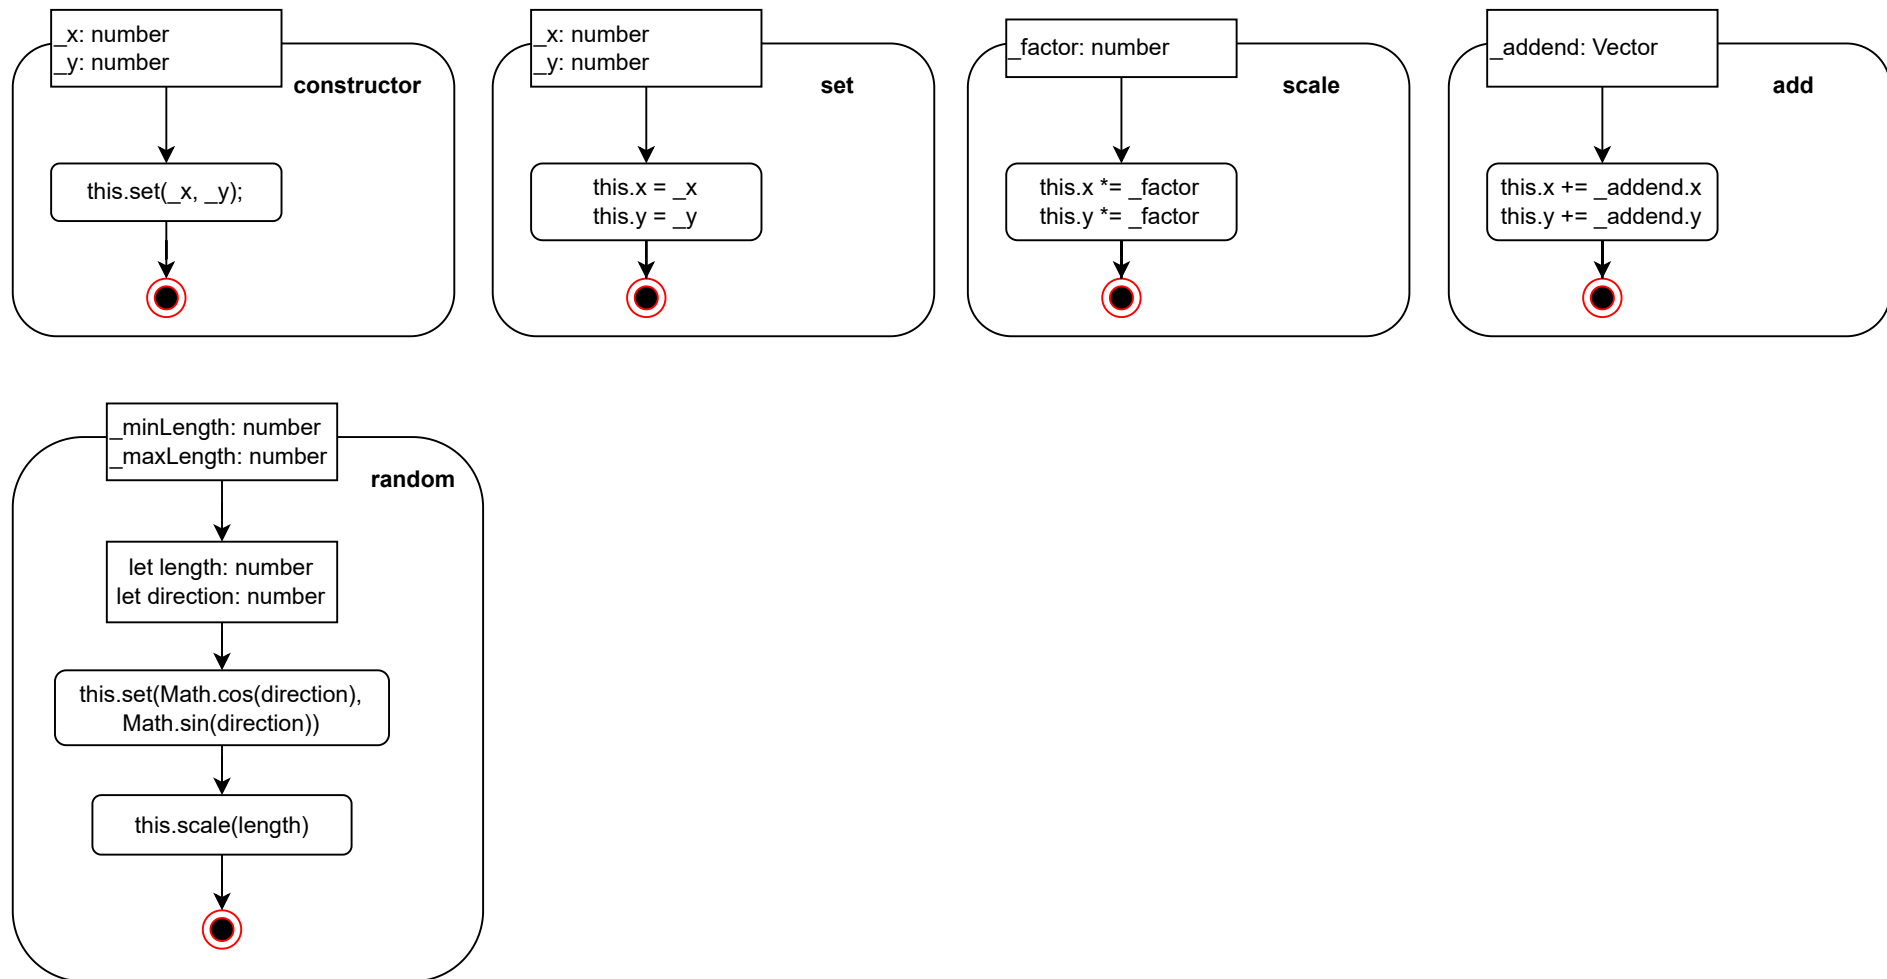 _x: number
_y: number
constructor
this.set(_x, _y);
_x: number
_y: number
set
this.x = _x
this.y = _y
_factor: number
scale
this.x *= _factor
this.y *= _factor
_addend: Vector
add
this.x += _addend.x
this.y += _addend.y
_minLength: number
_maxLength: number
random
let length: number
let direction: number
this.set(Math.cos(direction),
Math.sin(direction))
this.scale(length)